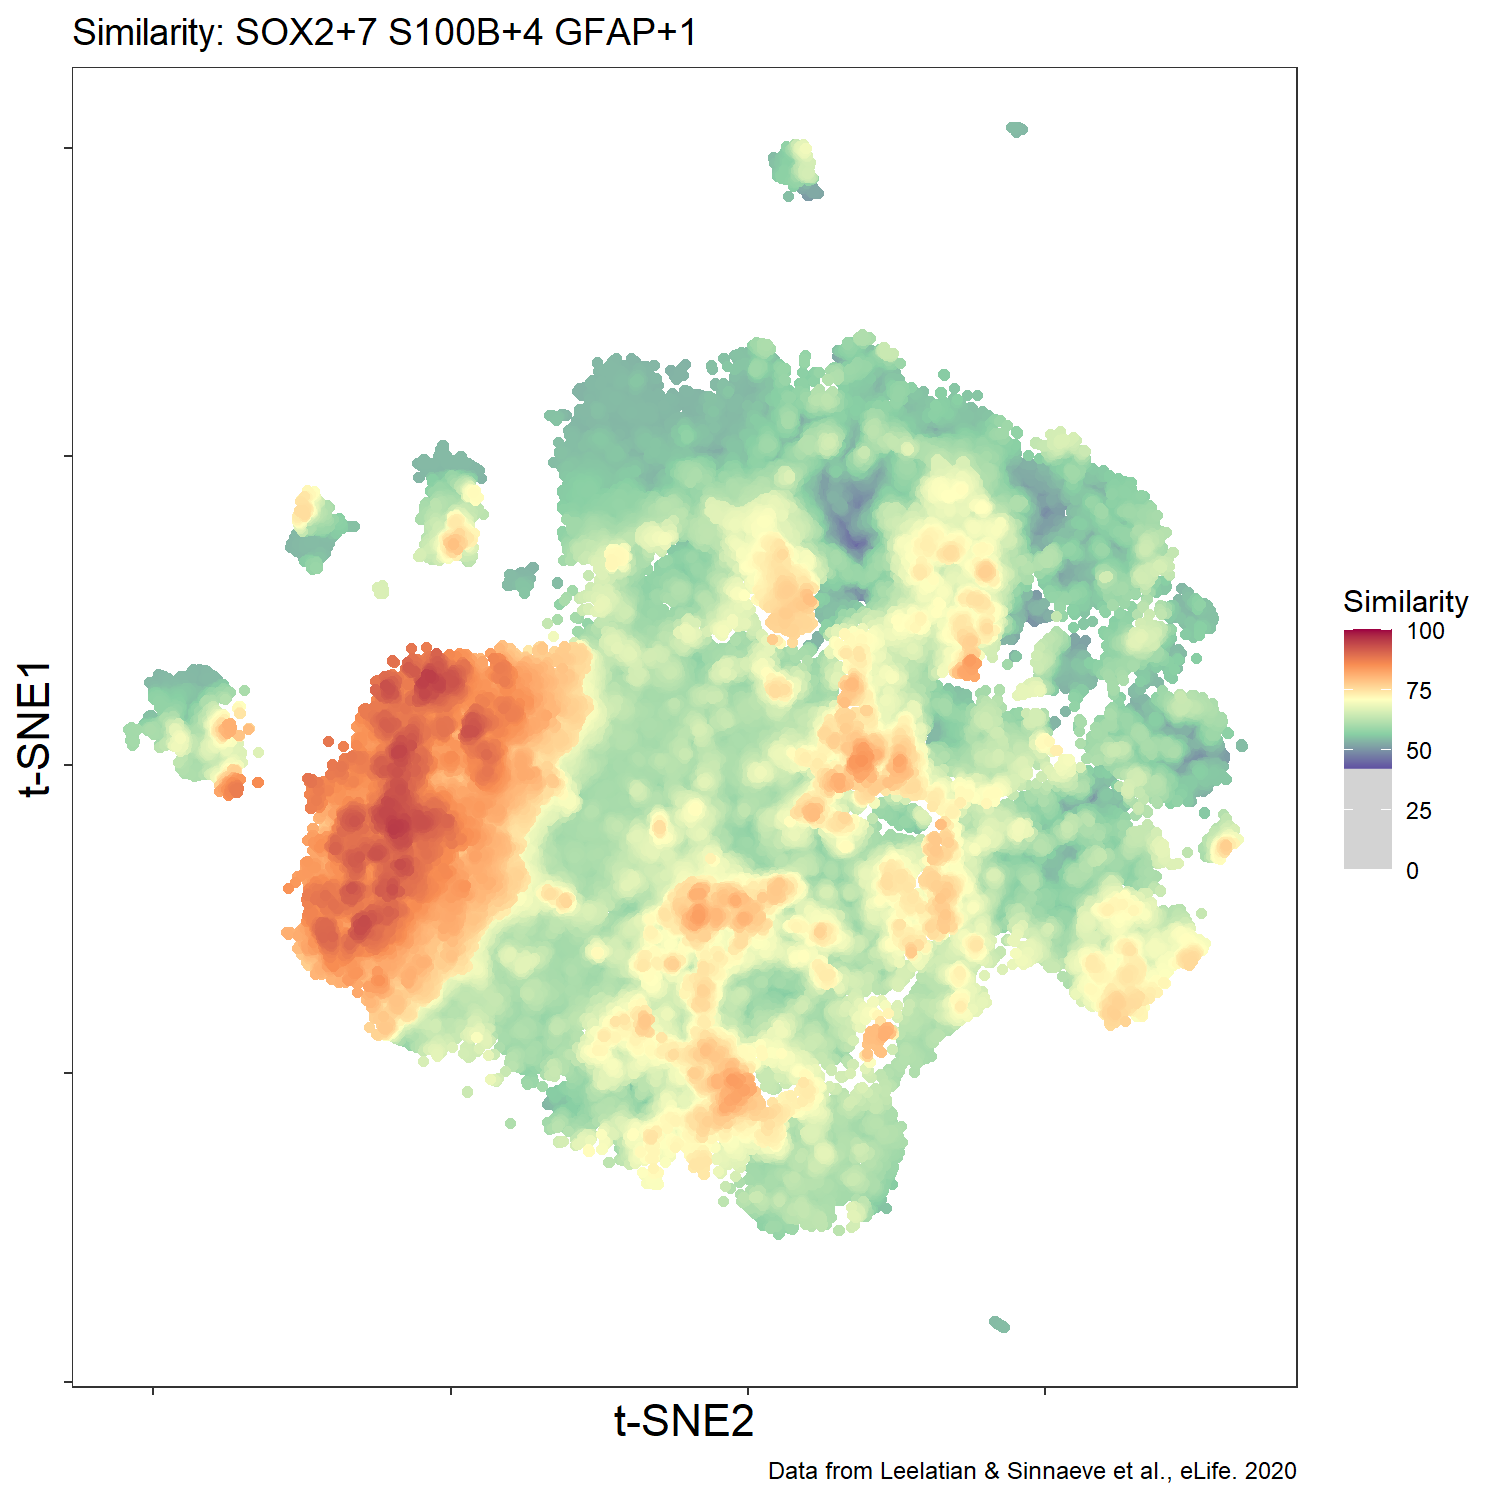 Similarity: SOX2+7 S100B+4 GFAP+1
t-SNE1
Similarity
100
75
50
25
0
t-SNE2
Data from Leelatian & Sinnaeve et al., eLife. 2020